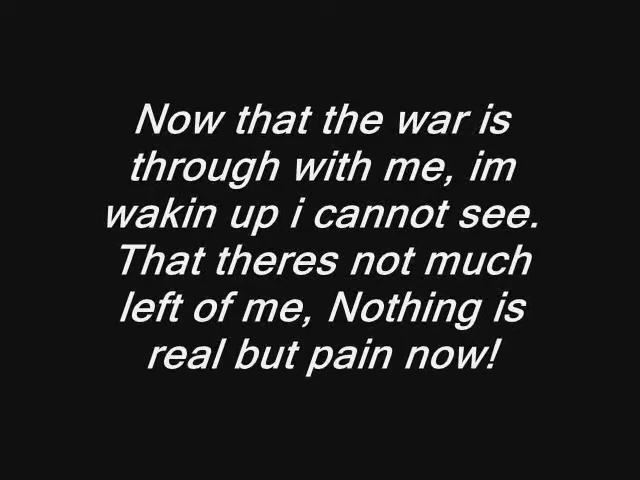 Now that the war is
through with me, im
wakin up i cannot see.
That theres not much
left of me, Nothing is
real but pain now!